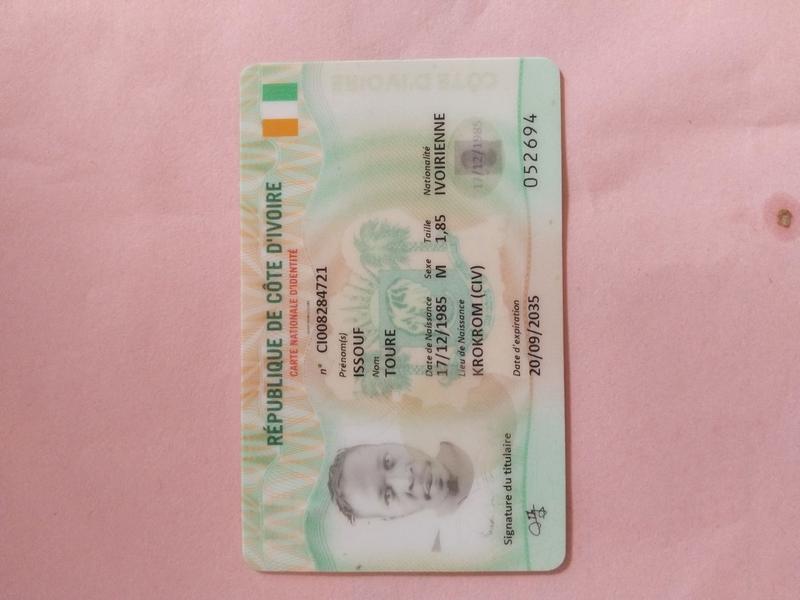 RÉPUBLIQUE DE CÔTE D'IVOIRE
CARTE NATIONALE D'IDENTITÉ
n° CI008284721
Prénom(s)
ISSOUF
Nom
TOURE
Date de Naissance Sexe Taille Nationalité
17/12/1985 M 1,85 IVOIRIENNE
Lieu de Naissance
KROKROM (CIV)
17/12/1985
Date d'expiration
20/09/2035
052694
Signature du titulaire
CÔTE D'IVOIRE